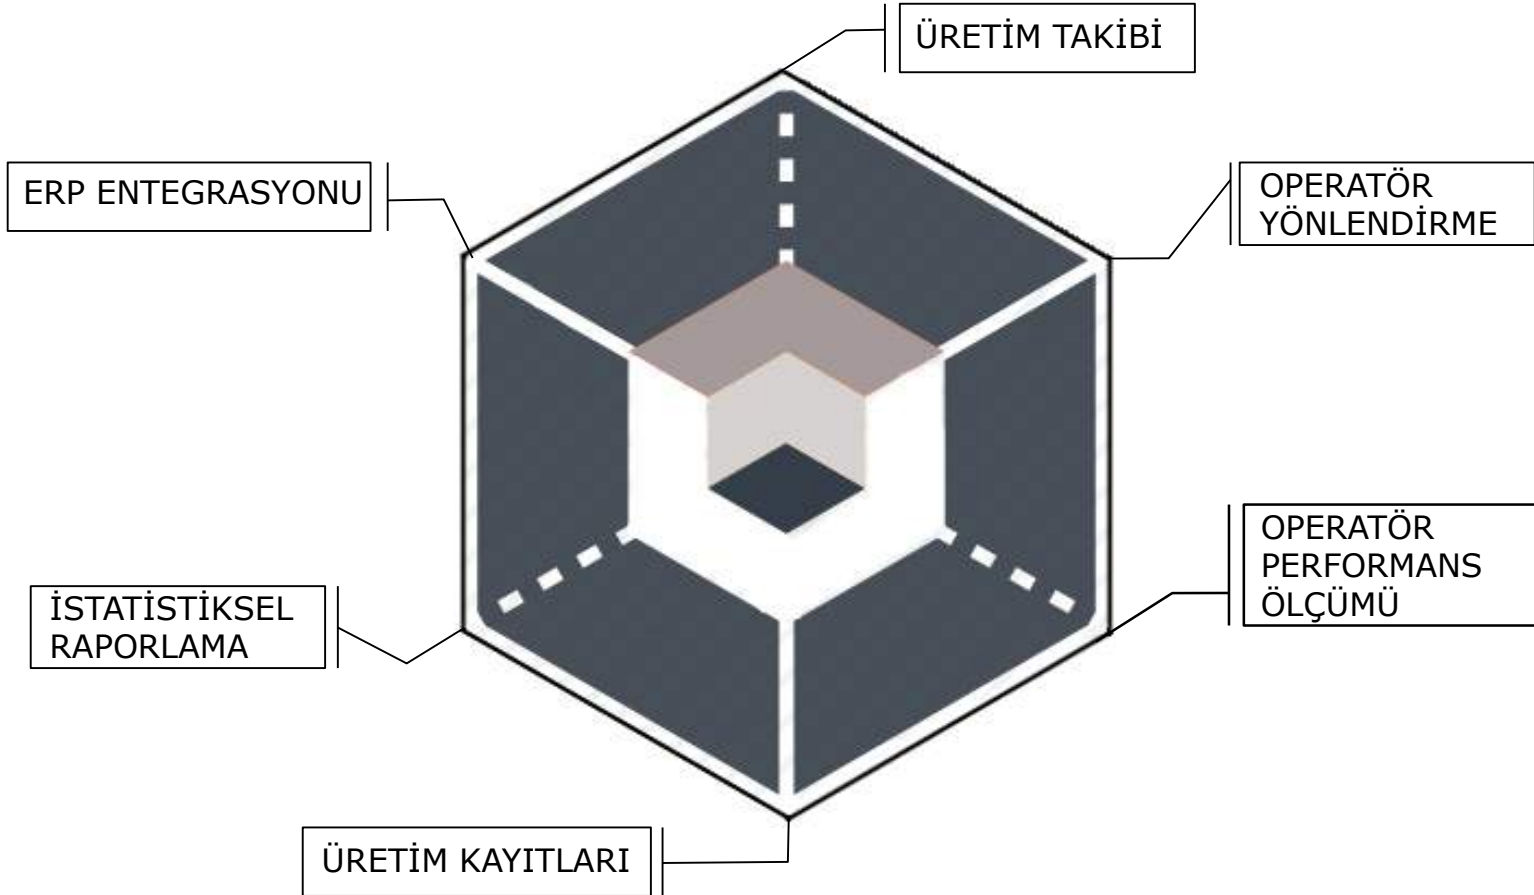 ÜRETİM TAKİBİ
ERP ENTEGRASYONU
OPERATÖR
YÖNLENDİRME
OPERATÖR
PERFORMANS
ÖLÇÜMÜ
İSTATİSTİKSEL
RAPORLAMA
ÜRETİM KAYITLARI